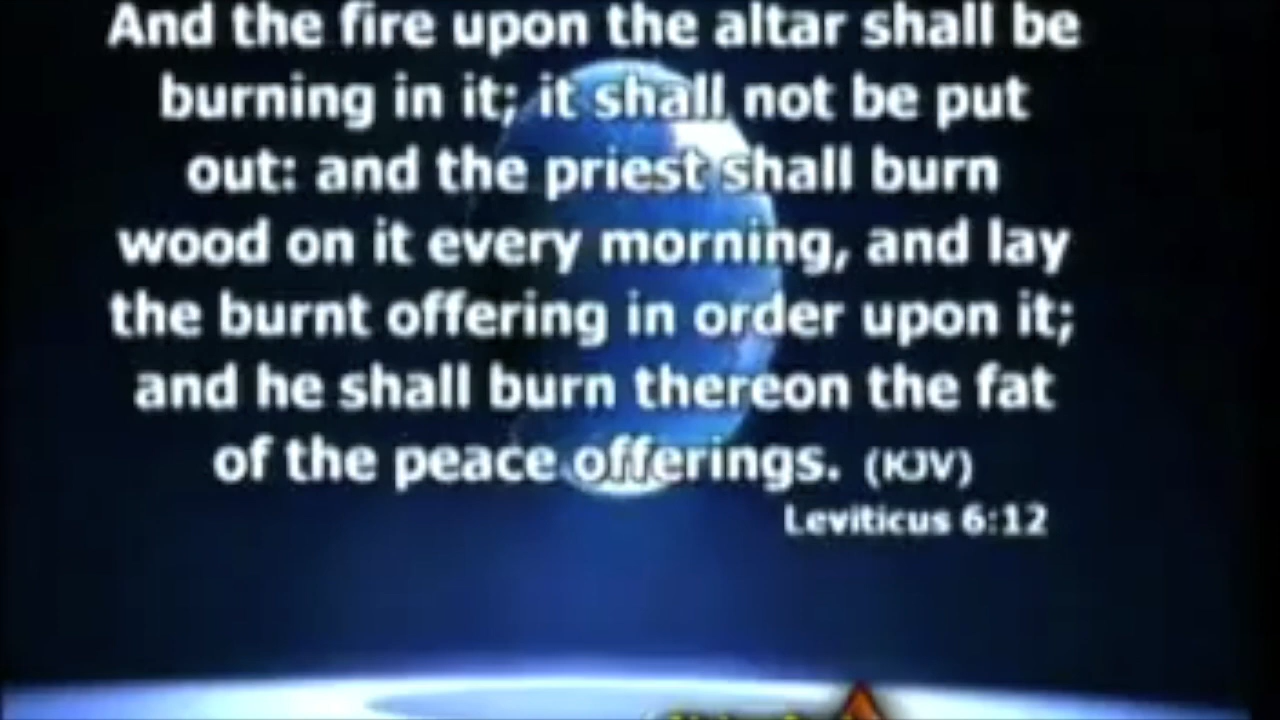 And the fire upon the altar shall be
burning in it; it shall not be put
out: and the priest shall burn
wood on it every morning, and lay
the burnt offering in order upon it;
and he shall burn thereon the fat
of the peace offerings. (KJV)
Leviticus 6:12